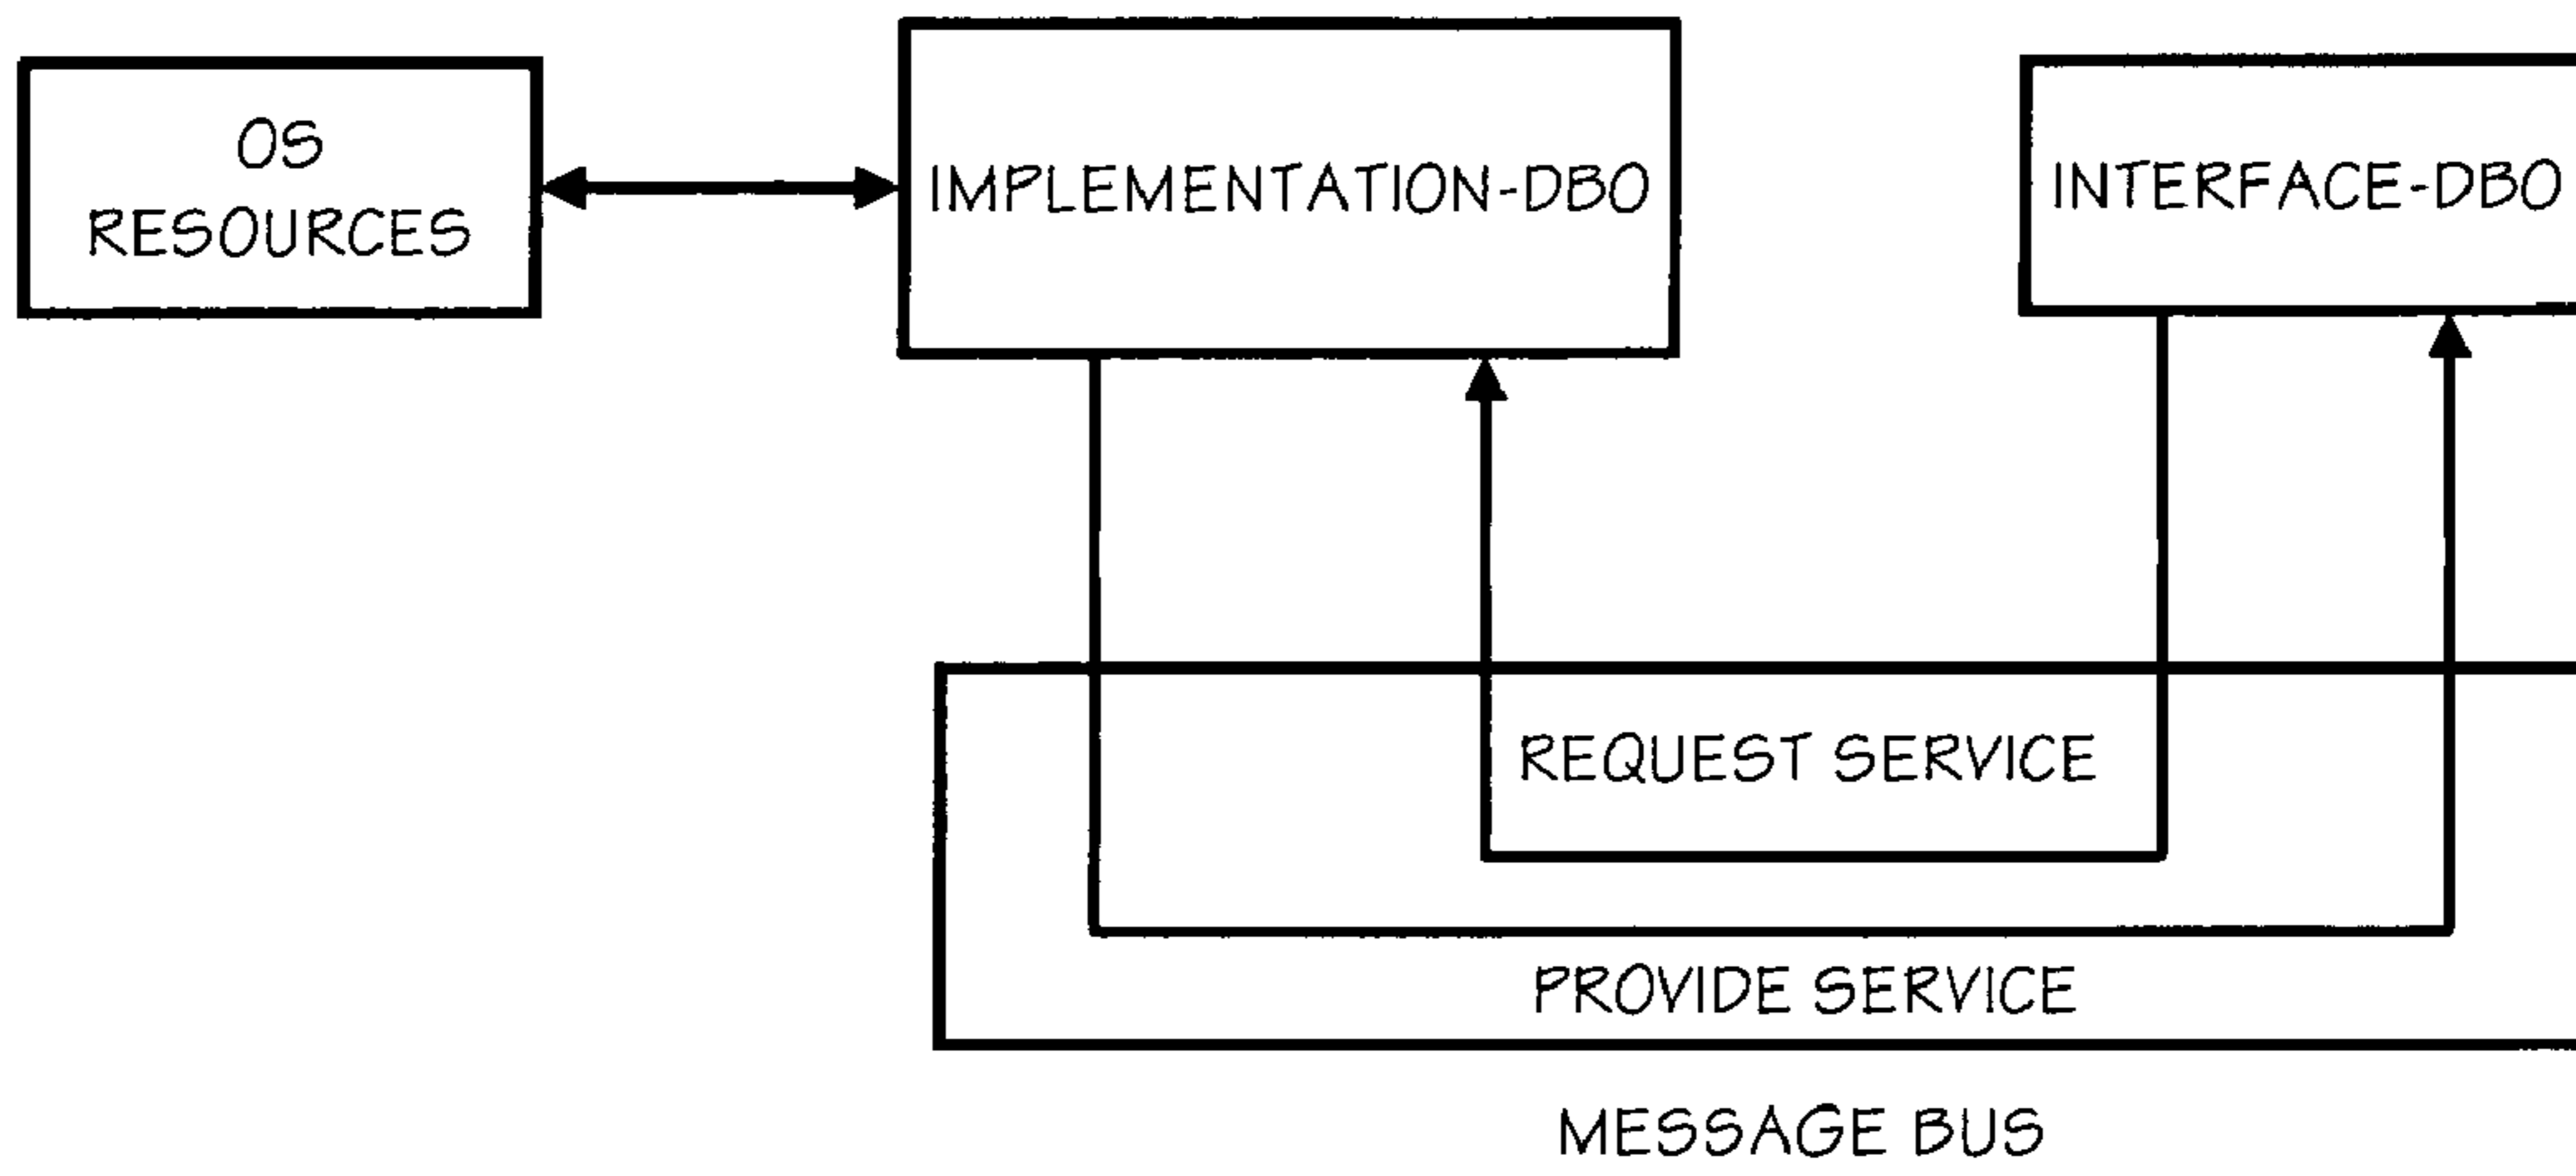 OS
RESOURCES
IMPLEMENTATION-DBO
INTERFACE-DBO
REQUEST SERVICE
PROVIDE SERVICE
MESSAGE BUS